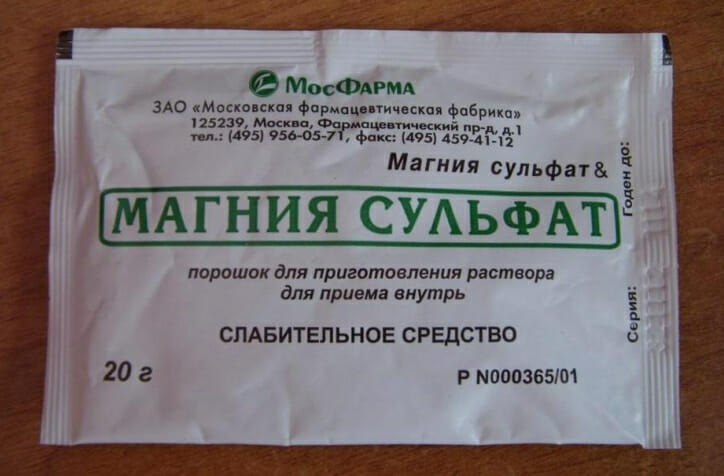 МосФарма
ЗАО «Московская фармацевтическая фабрика»
125239, Москва, Фармацевтический пр-д, д.1
тел.: (495) 956-05-71, факс: (495) 459-41-12
Магния сульфат &
МАГНИЯ СУЛЬФАТ
порошок для приготовления раствора
для приема внутрь
СЛАБИТЕЛЬНОЕ СРЕДСТВО
20 г
Р N000365/01
Годен до:
Серия: